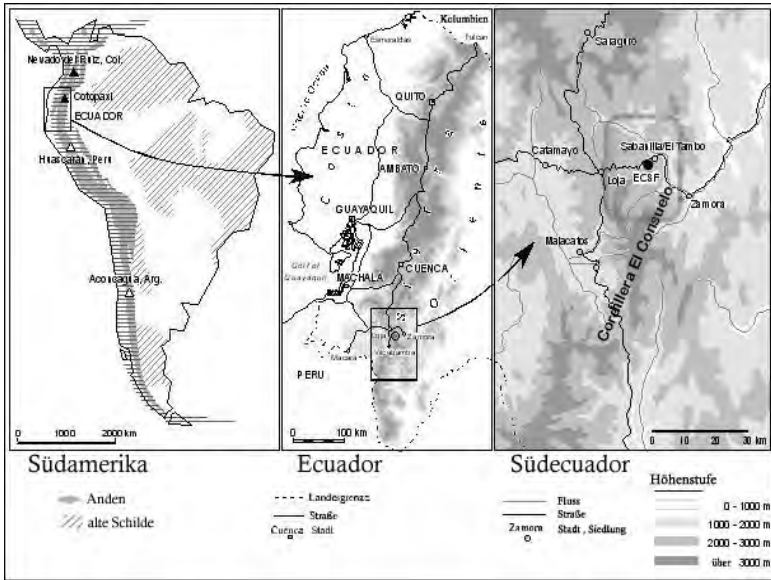 Nevado del Ruiz, Col.
Cotopaxi
ECUADOR
Huascarán, Peru
Aconcagua, Arg.
0 1000 2000 km
Südamerika
Anden
alte Schilde
Kolumbien
Esmeraldas
Tulcan
QUITO
ECUADOR
AMBATO
GUAYAQUIL
Golf of
Guayaquil
MACHALA
CUENCA
Loja
Zamora
Vilcabamba
Macará
PERU
0 100 km
Ecuador
Landesgrenze
Straße
Cuenca Stadt
Saraguro
Catamayo
Sabanilla/El Tambo
Loja
ECSF
Zamora
Malacatos
Cordillera El Consuelo
0 10 20 30 km
Südecuador
Fluss
Straße
Zamora Stadt, Siedlung
Höhenstufe
0 - 1000 m
1000 - 2000 m
2000 - 3000 m
über 3000 m